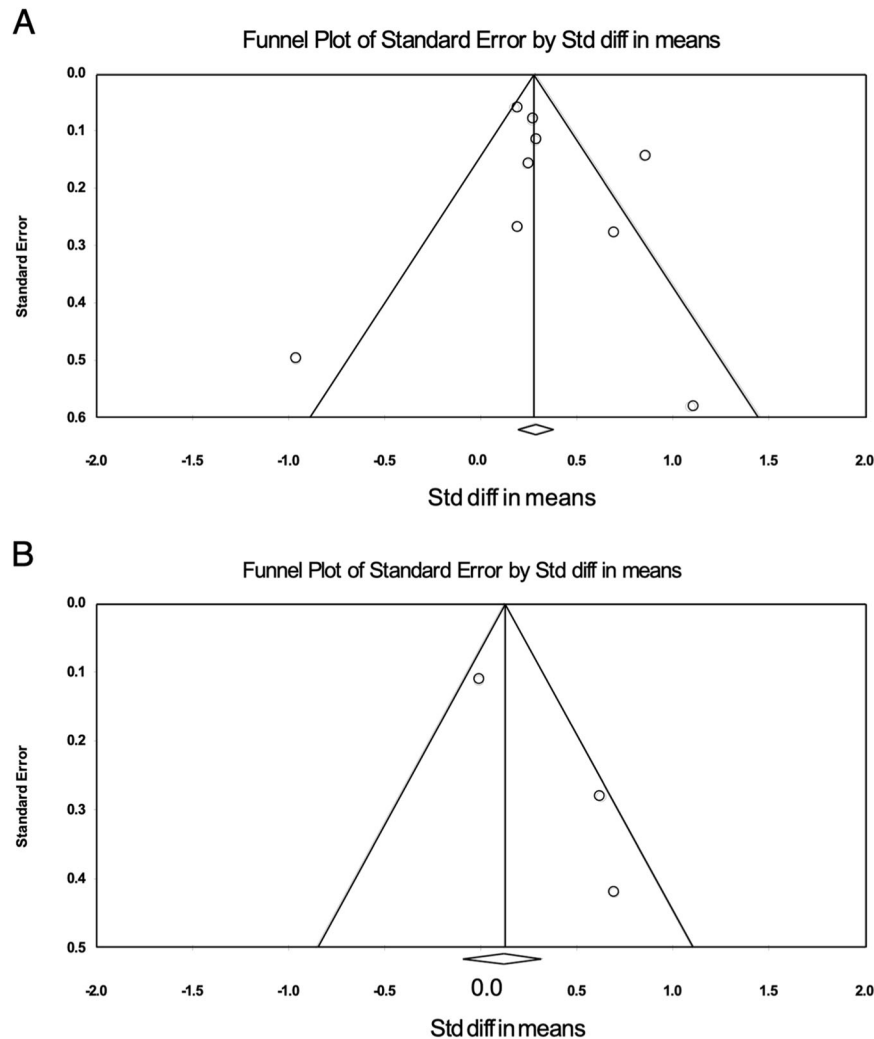 A
Funnel Plot of Standard Error by Std diff in means
0.0
0.1
0.2
0.3
0.4
0.5
0.6
Standard Error
-2.0 -1.5 -1.0 -0.5 0.0 0.5 1.0 1.5 2.0
Std diff in means
B
Funnel Plot of Standard Error by Std diff in means
0.0
0.1
0.2
0.3
0.4
0.5
Standard Error
-2.0 -1.5 -1.0 -0.5 0.0 0.5 1.0 1.5 2.0
Std diff in means